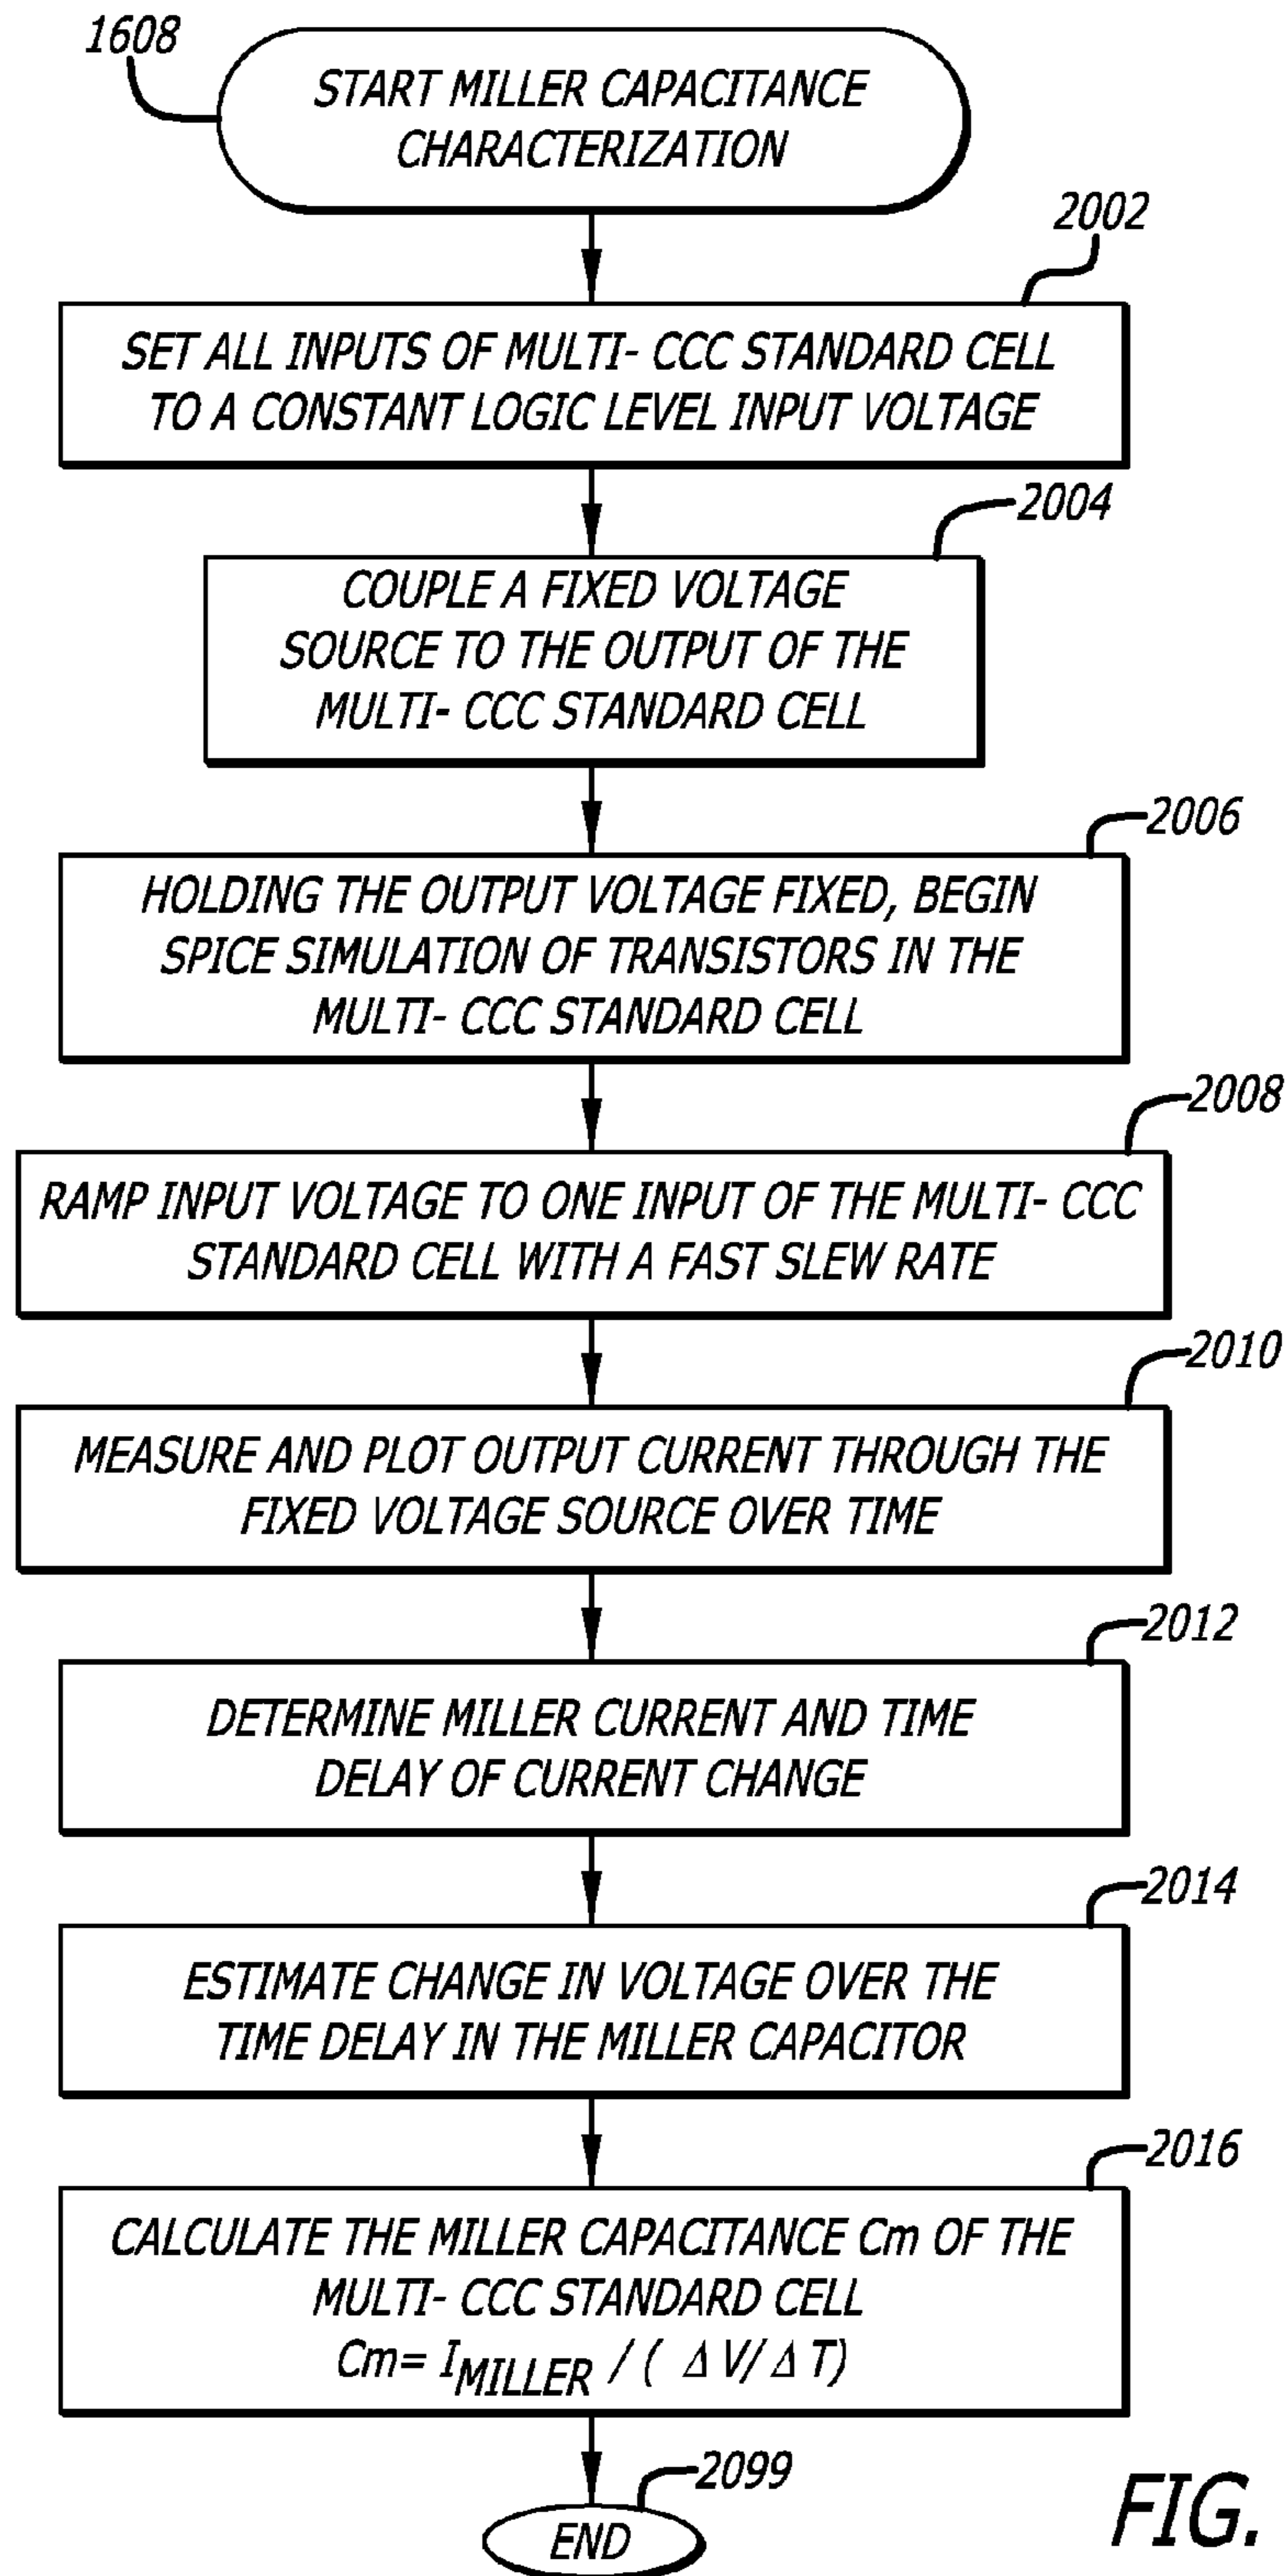 1608
START MILLER CAPACITANCE
CHARACTERIZATION
2002
SET ALL INPUTS OF MULTI- CCC STANDARD CELL
TO A CONSTANT LOGIC LEVEL INPUT VOLTAGE
2004
COUPLE A FIXED VOLTAGE
SOURCE TO THE OUTPUT OF THE
MULTI- CCC STANDARD CELL
2006
HOLDING THE OUTPUT VOLTAGE FIXED, BEGIN
SPICE SIMULATION OF TRANSISTORS IN THE
MULTI- CCC STANDARD CELL
2008
RAMP INPUT VOLTAGE TO ONE INPUT OF THE MULTI- CCC
STANDARD CELL WITH A FAST SLEW RATE
2010
MEASURE AND PLOT OUTPUT CURRENT THROUGH THE
FIXED VOLTAGE SOURCE OVER TIME
2012
DETERMINE MILLER CURRENT AND TIME
DELAY OF CURRENT CHANGE
2014
ESTIMATE CHANGE IN VOLTAGE OVER THE
TIME DELAY IN THE MILLER CAPACITOR
2016
CALCULATE THE MILLER CAPACITANCE Cm OF THE
MULTI- CCC STANDARD CELL
Cm= I MILLER / ( Δ V/ Δ T)
2099
END
FIG.